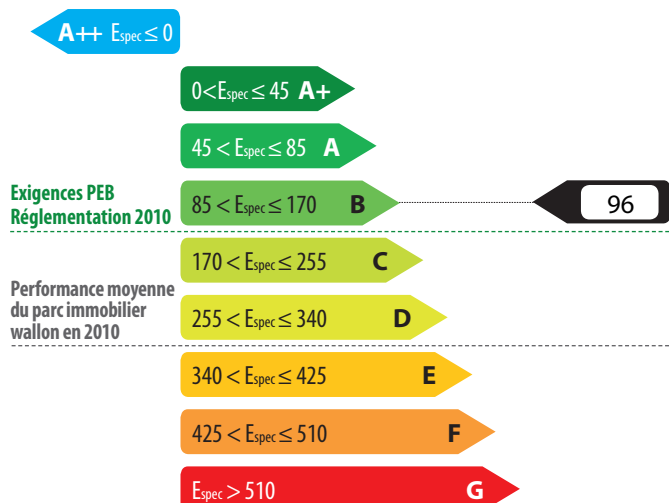 A++ Espec ≤ 0
0<Espec ≤ 45 A+
45 < Espec ≤ 85 A
Exigences PEB
Réglementation 2010
85 < Espec ≤ 170 B
96
170 < Espec ≤ 255 C
Performance moyenne
du parc immobilier
wallon en 2010
255 < Espec ≤ 340 D
340 < Espec ≤ 425 E
425 < Espec ≤ 510 F
Espec > 510 G